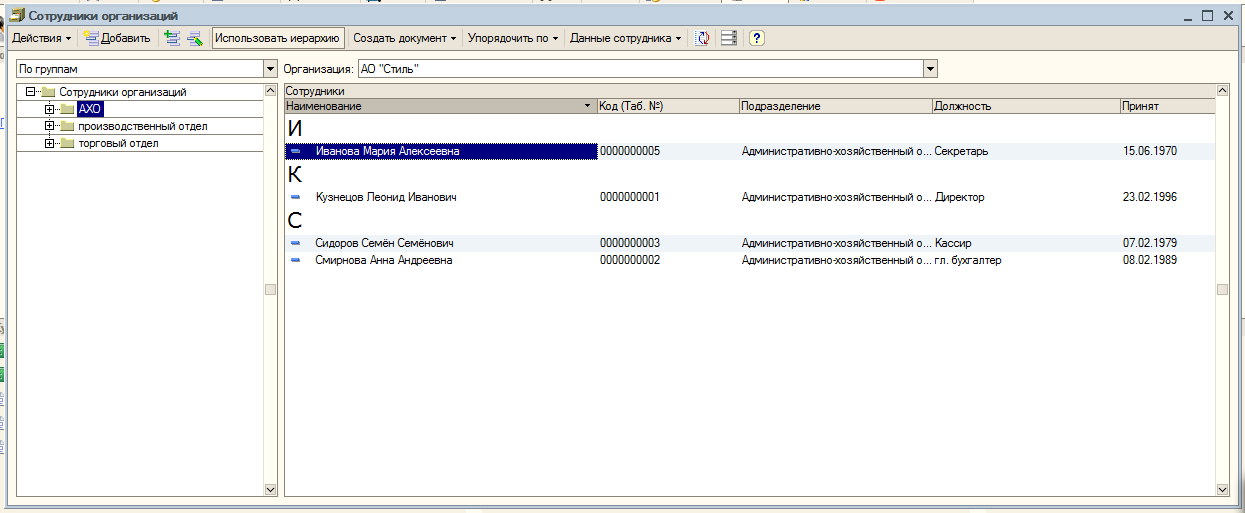 Сотрудники организаций
Действия Добавить Использовать иерархию Создать документ Упорядочить по Данные сотрудника ?
По группам Организация: АО "Стиль"
Сотрудники организаций
АХО
производственный отдел
торговый отдел
Сотрудники
Наименование Код (Таб. №) Подразделение Должность Принят
И
Иванова Мария Алексеевна 0000000005 Административно-хозяйственный о... Секретарь 15.06.1970
К
Кузнецов Леонид Иванович 0000000001 Административно-хозяйственный о... Директор 23.02.1996
С
Сидоров Семён Семёнович 0000000003 Административно-хозяйственный о... Кассир 07.02.1979
Смирнова Анна Андреевна 0000000002 Административно-хозяйственный о... гл. бухгалтер 08.02.1989